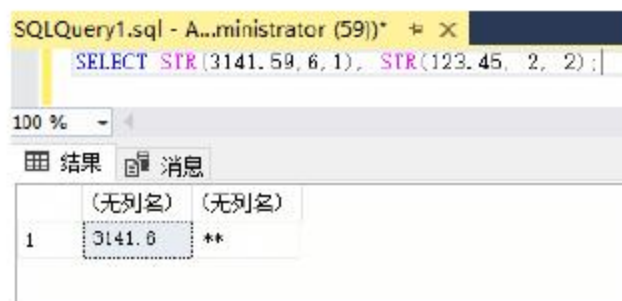 SQLQuery1.sql - A...ministrator (59))*
SELECT STR(3141.59,6,1), STR(123.45, 2, 2);
100 %
结果 消息
(无列名) (无列名)
1 3141.6 **